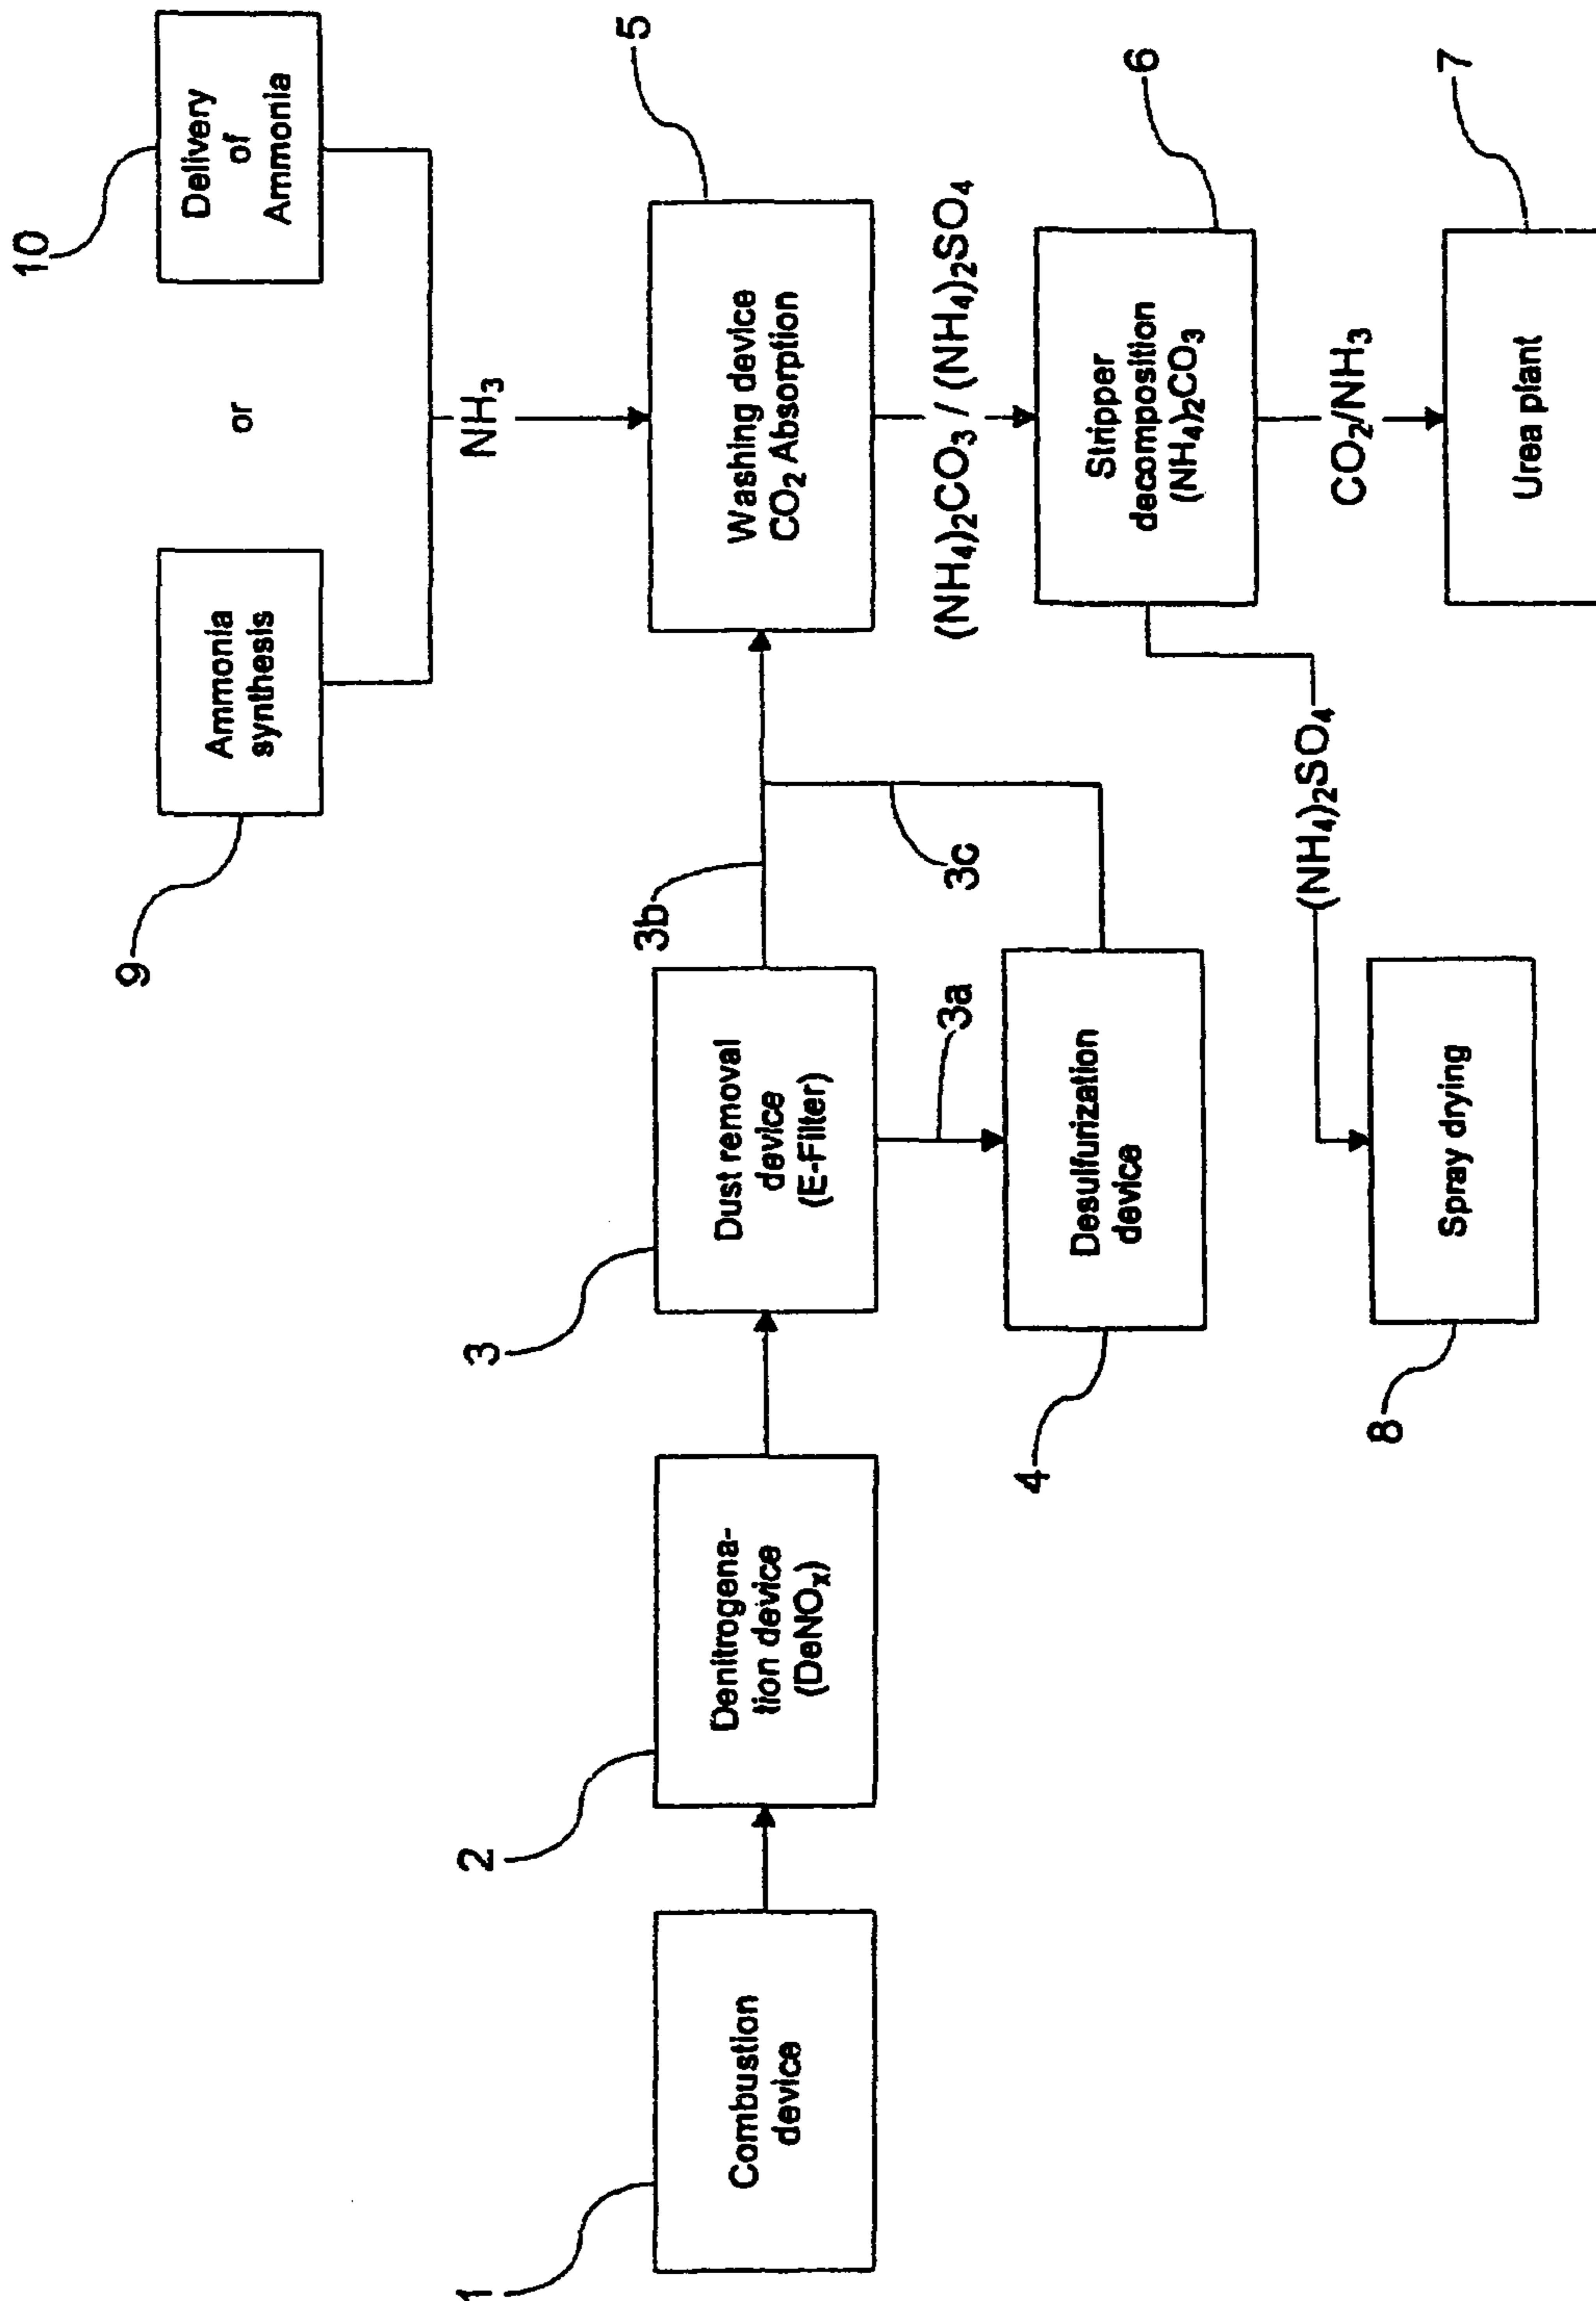 10
Delivery
of
Ammonia
or
Ammonia
synthesis
9
NH₃
5
Washing device
CO₂ Absorption
3b
3c
3
Dust removal
device
(E-Filter)
3a
2
Denitrogena-
tion device
(DeNOₓ)
1
Combustion
device
4
Desulfurization
device
(NH₄)₂CO₃ / (NH₄)₂SO₄
6
Stripper
decomposition
(NH₄)₂CO₃
CO₂/NH₃
7
Urea plant
(NH₄)₂SO₄
8
Spray drying